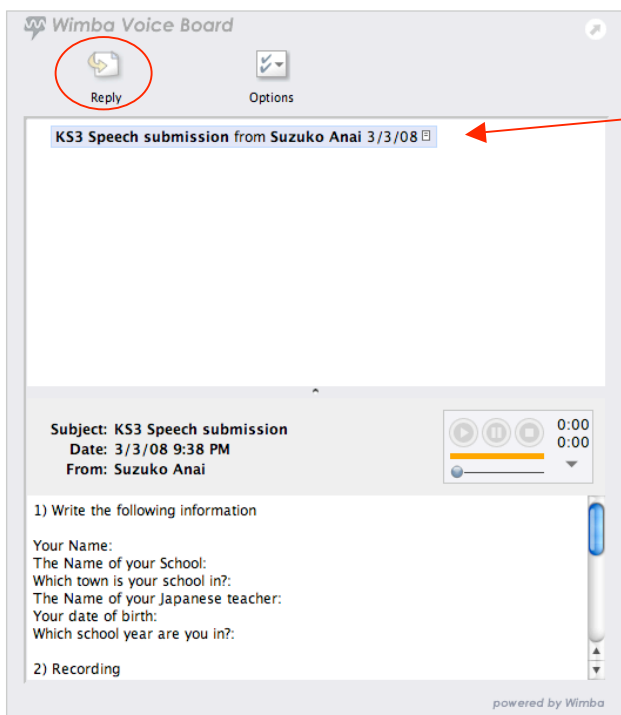 Wimba Voice Board
Reply Options
KS3 Speech submission from Suzuko Anai 3/3/08
Subject: KS3 Speech submission
Date: 3/3/08 9:38 PM
From: Suzuko Anai
0:00
0:00
1) Write the following information
Your Name:
The Name of your School:
Which town is your school in?:
The Name of your Japanese teacher:
Your date of birth:
Which school year are you in?:
2) Recording
powered by Wimba